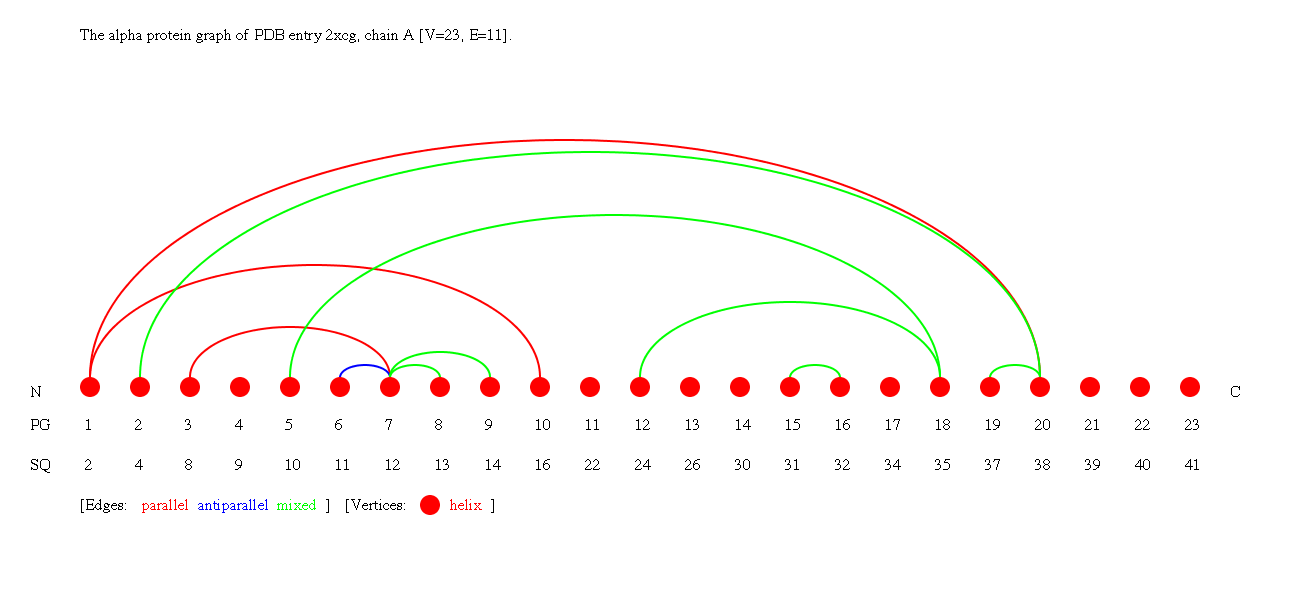 The alpha protein graph of PDB entry 2xcg, chain A [V=23, E=11].
N C
PG 1 2 3 4 5 6 7 8 9 10 11 12 13 14 15 16 17 18 19 20 21 22 23
SQ 2 4 8 9 10 11 12 13 14 16 22 24 26 30 31 32 34 35 37 38 39 40 41
[Edges: parallel antiparallel mixed ] [Vertices: helix ]